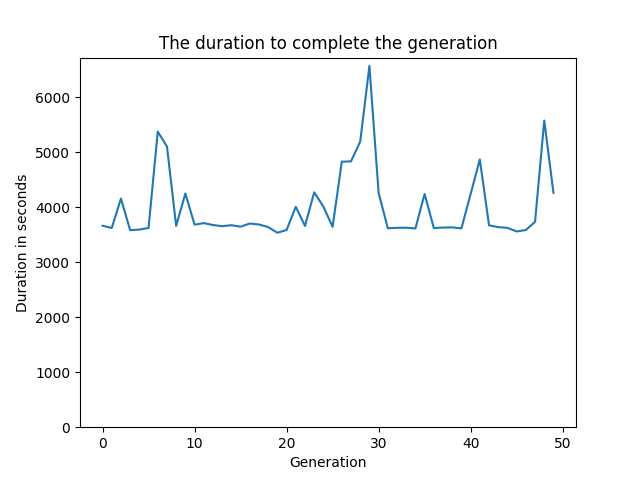 The duration to complete the generation
6000
5000
4000
3000
2000
1000
0
Duration in seconds
0 10 20 30 40 50
Generation